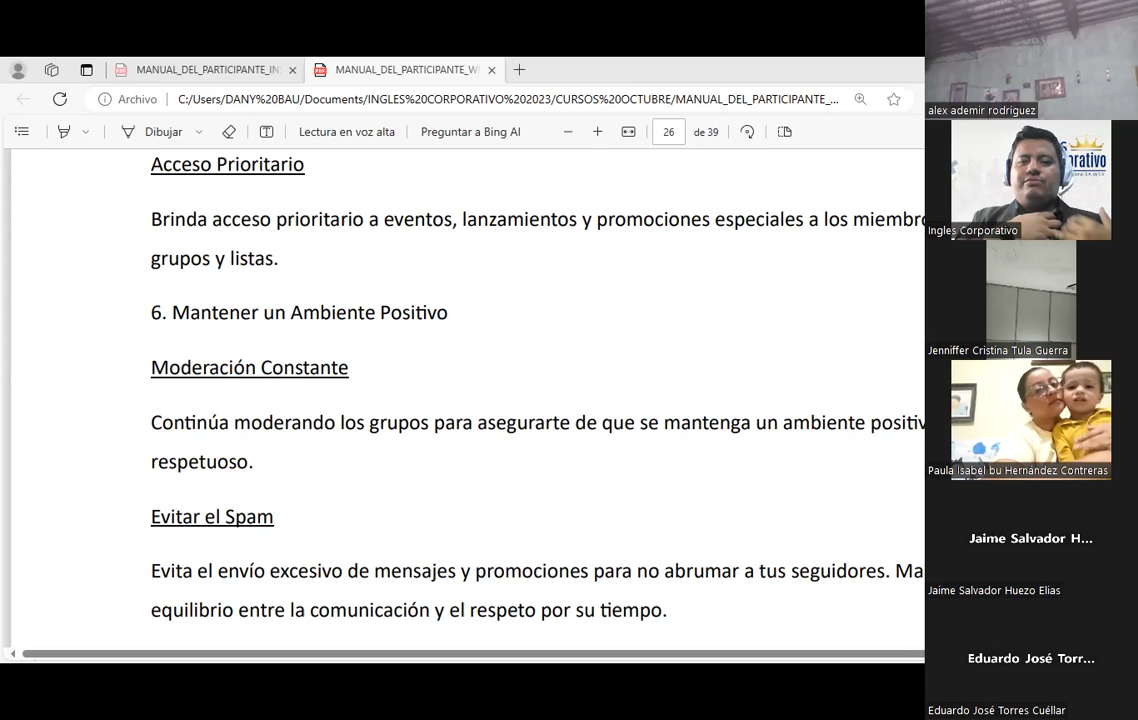 MANUAL_DEL_PARTICIPANTE_IN
MANUAL_DEL_PARTICIPANTE_W
Archivo
C:/Users/DANY%20BAU/Documents/INGLES%20CORPORATIVO%202023/CURSOS%20OCTUBRE/MANUAL_DEL_PARTICIPANTE_...
Dibujar
Lectura en voz alta
Preguntar a Bing AI
26
de 39
Acceso Prioritario
Brinda acceso prioritario a eventos, lanzamientos y promociones especiales a los miembro
grupos y listas.
6. Mantener un Ambiente Positivo
Moderación Constante
Continúa moderando los grupos para asegurarte de que se mantenga un ambiente positiv
respetuoso.
Evitar el Spam
Evita el envío excesivo de mensajes y promociones para no abrumar a tus seguidores. Ma
equilibrio entre la comunicación y el respeto por su tiempo.
alex ademir rodriguez
orativo
Ingles Corporativo
Jenniffer Cristina Tula Guerra
Paula Isabel bu Hernández Contreras
Jaime Salvador H...
Jaime Salvador Huezo Elias
Eduardo José Torr...
Eduardo José Torres Cuéllar